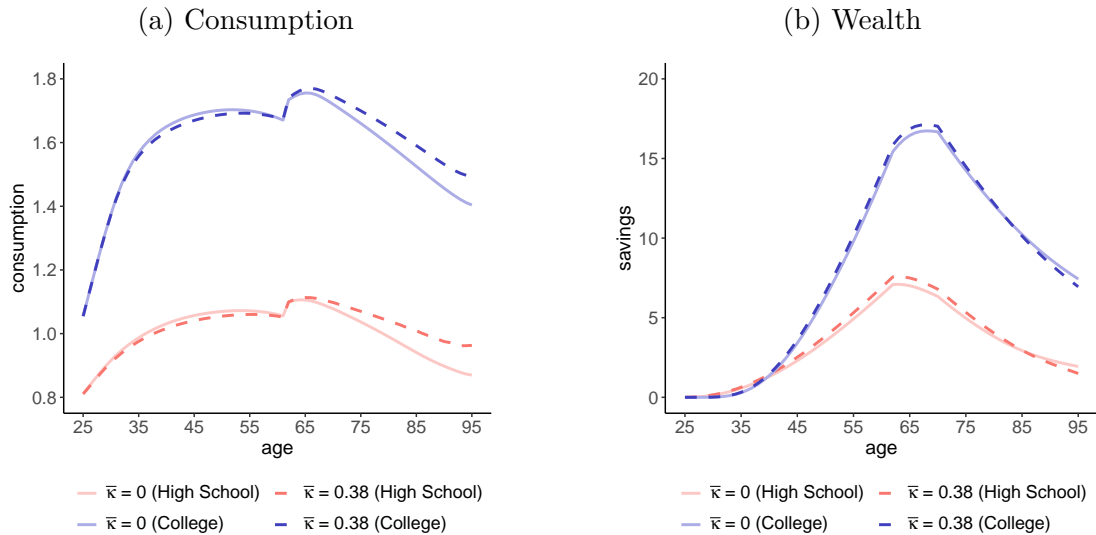 (a) Consumption
1.8
1.6
1.4
1.2
1.0
0.8
consumption
25 35 45 55 65 75 85 95
age
κ̅ = 0 (High School) κ̅ = 0.38 (High School)
κ̅ = 0 (College) κ̅ = 0.38 (College)
(b) Wealth
20
15
10
5
0
savings
25 35 45 55 65 75 85 95
age
κ̅ = 0 (High School) κ̅ = 0.38 (High School)
κ̅ = 0 (College) κ̅ = 0.38 (College)